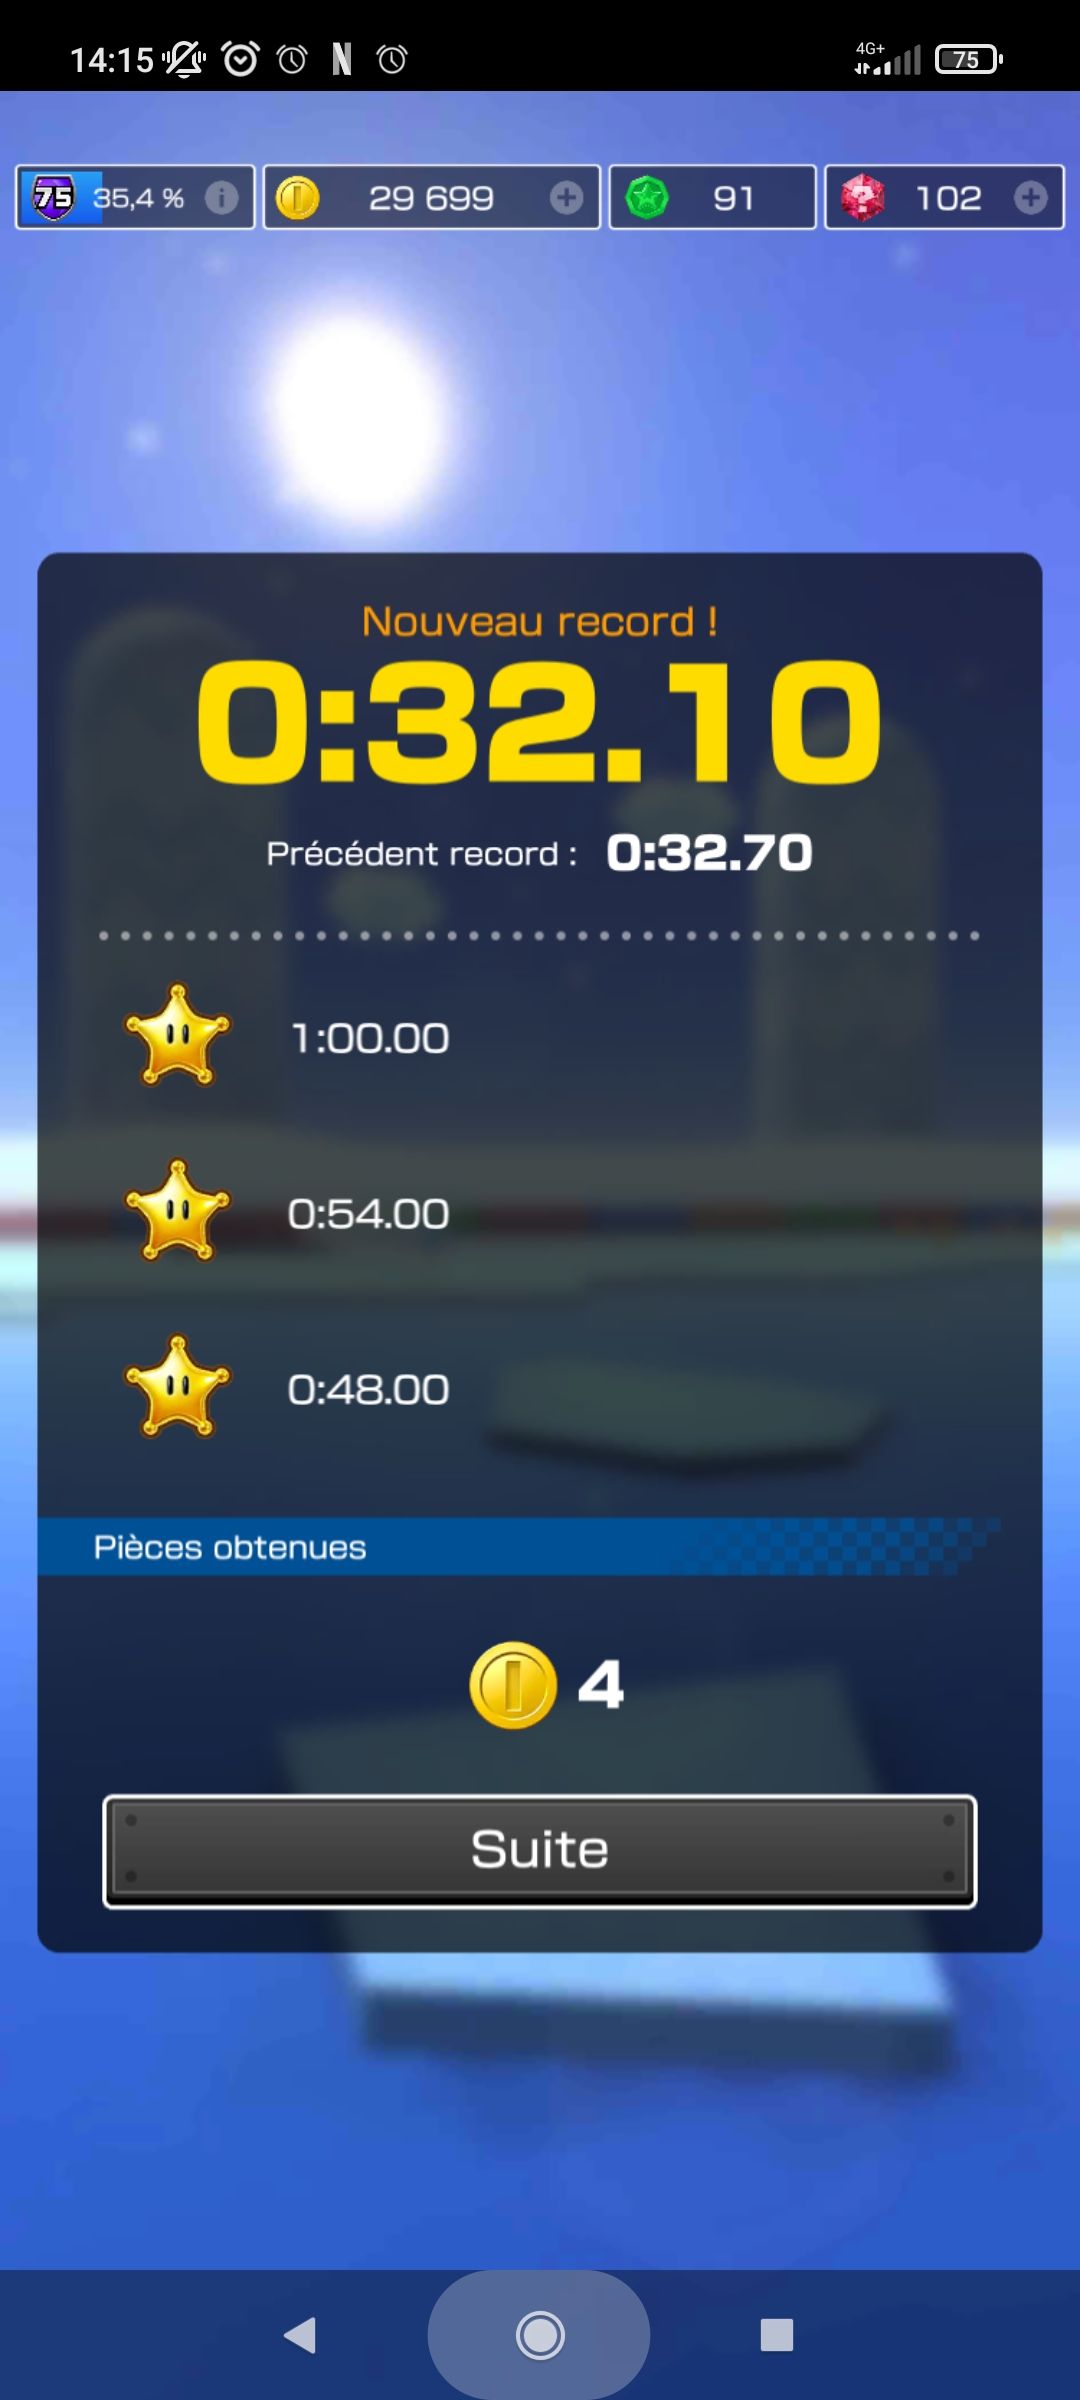 14:15 N 4G+ 75
75 35,4 % i 29 699 + 91 ? 102 +
Nouveau record !
0:32.10
Précédent record : 0:32.70
1:00.00
0:54.00
0:48.00
Pièces obtenues
4
Suite